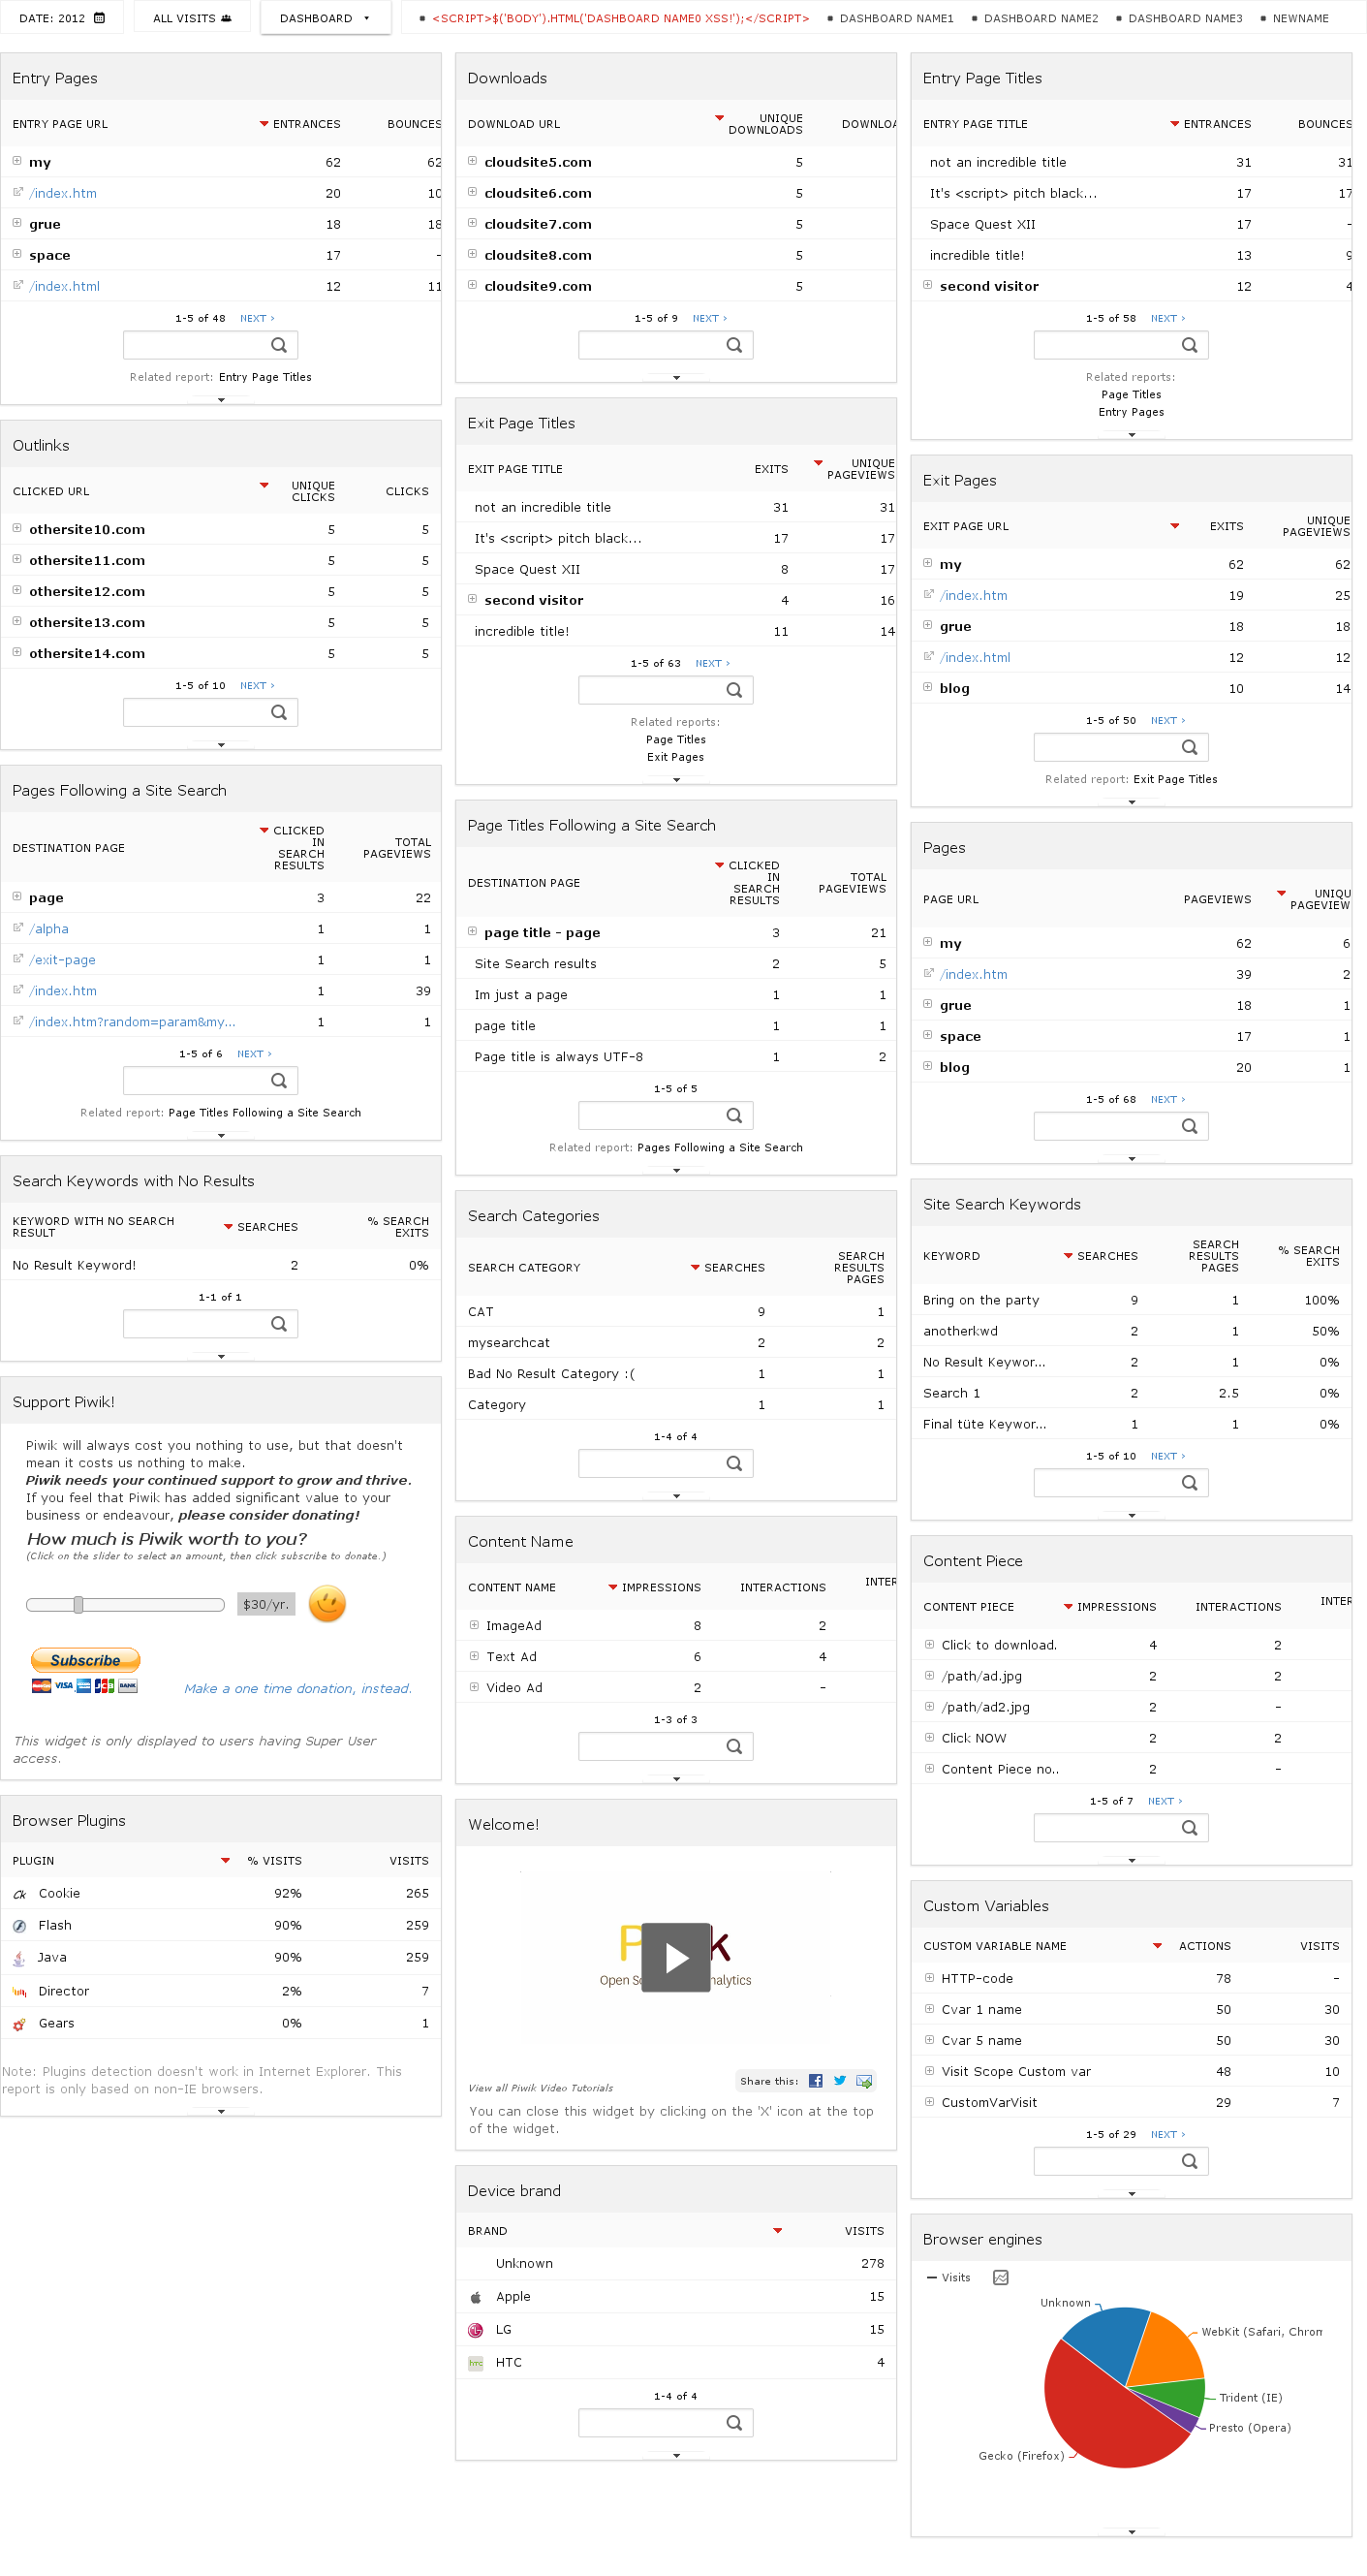 DATE: 2012 ALL VISITS DASHBOARD <SCRIPT>$('BODY').HTML('DASHBOARD NAME0 XSS!');</SCRIPT> DASHBOARD NAME1 DASHBOARD NAME2 DASHBOARD NAME3 NEWNAME
Entry Pages
ENTRY PAGE URL ENTRANCES BOUNCES
my 62 62
/index.htm 20 10
grue 18 18
space 17 -
/index.html 12 11
1-5 of 48 NEXT ›
Related report: Entry Page Titles
Outlinks
CLICKED URL UNIQUE CLICKS CLICKS
othersite10.com 5 5
othersite11.com 5 5
othersite12.com 5 5
othersite13.com 5 5
othersite14.com 5 5
1-5 of 10 NEXT ›
Pages Following a Site Search
DESTINATION PAGE CLICKED IN SEARCH RESULTS TOTAL PAGEVIEWS
page 3 22
/alpha 1 1
/exit-page 1 1
/index.htm 1 39
/index.htm?random=param&my... 1 1
1-5 of 6 NEXT ›
Related report: Page Titles Following a Site Search
Search Keywords with No Results
KEYWORD WITH NO SEARCH RESULT SEARCHES % SEARCH EXITS
No Result Keyword! 2 0%
1-1 of 1
Support Piwik!
Piwik will always cost you nothing to use, but that doesn't
mean it costs us nothing to make.
Piwik needs your continued support to grow and thrive.
If you feel that Piwik has added significant value to your
business or endeavour, please consider donating!
How much is Piwik worth to you?
(Click on the slider to select an amount, then click subscribe to donate.)
$30/yr.
Subscribe
VISA JCB BANK
Make a one time donation, instead.
This widget is only displayed to users having Super User
access.
Browser Plugins
PLUGIN % VISITS VISITS
Cookie 92% 265
Flash 90% 259
Java 90% 259
Director 2% 7
Gears 0% 1
Note: Plugins detection doesn't work in Internet Explorer. This
report is only based on non-IE browsers.
Downloads
DOWNLOAD URL UNIQUE DOWNLOADS DOWNLOA
cloudsite5.com 5
cloudsite6.com 5
cloudsite7.com 5
cloudsite8.com 5
cloudsite9.com 5
1-5 of 9 NEXT ›
Exit Page Titles
EXIT PAGE TITLE EXITS UNIQUE PAGEVIEWS
not an incredible title 31 31
It's <script> pitch black... 17 17
Space Quest XII 8 17
second visitor 4 16
incredible title! 11 14
1-5 of 63 NEXT ›
Related reports:
Page Titles
Exit Pages
Page Titles Following a Site Search
DESTINATION PAGE CLICKED IN SEARCH RESULTS TOTAL PAGEVIEWS
page title - page 3 21
Site Search results 2 5
Im just a page 1 1
page title 1 1
Page title is always UTF-8 1 2
1-5 of 5
Related report: Pages Following a Site Search
Search Categories
SEARCH CATEGORY SEARCHES SEARCH RESULTS PAGES
CAT 9 1
mysearchcat 2 2
Bad No Result Category :( 1 1
Category 1 1
1-4 of 4
Content Name
CONTENT NAME IMPRESSIONS INTERACTIONS INTER
ImageAd 8 2
Text Ad 6 4
Video Ad 2 -
1-3 of 3
Welcome!
P k
Open So nalytics
View all Piwik Video Tutorials Share this:
You can close this widget by clicking on the 'X' icon at the top
of the widget.
Device brand
BRAND VISITS
Unknown 278
Apple 15
LG 15
HTC 4
1-4 of 4
Entry Page Titles
ENTRY PAGE TITLE ENTRANCES BOUNCES
not an incredible title 31 31
It's <script> pitch black... 17 17
Space Quest XII 17 -
incredible title! 13 9
second visitor 12 4
1-5 of 58 NEXT ›
Related reports:
Page Titles
Entry Pages
Exit Pages
EXIT PAGE URL EXITS UNIQUE PAGEVIEWS
my 62 62
/index.htm 19 25
grue 18 18
/index.html 12 12
blog 10 14
1-5 of 50 NEXT ›
Related report: Exit Page Titles
Pages
PAGE URL PAGEVIEWS UNIQU PAGEVIEW
my 62 6
/index.htm 39 2
grue 18 1
space 17 1
blog 20 1
1-5 of 68 NEXT ›
Site Search Keywords
KEYWORD SEARCHES SEARCH RESULTS PAGES % SEARCH EXITS
Bring on the party 9 1 100%
anotherkwd 2 1 50%
No Result Keywor... 2 1 0%
Search 1 2 2.5 0%
Final tüte Keywor... 1 1 0%
1-5 of 10 NEXT ›
Content Piece
CONTENT PIECE IMPRESSIONS INTERACTIONS INTER
Click to download. 4 2
/path/ad.jpg 2 2
/path/ad2.jpg 2 -
Click NOW 2 2
Content Piece no.. 2 -
1-5 of 7 NEXT ›
Custom Variables
CUSTOM VARIABLE NAME ACTIONS VISITS
HTTP-code 78 -
Cvar 1 name 50 30
Cvar 5 name 50 30
Visit Scope Custom var 48 10
CustomVarVisit 29 7
1-5 of 29 NEXT ›
Browser engines
Visits
Unknown
WebKit (Safari, Chrom
Trident (IE)
Presto (Opera)
Gecko (Firefox)